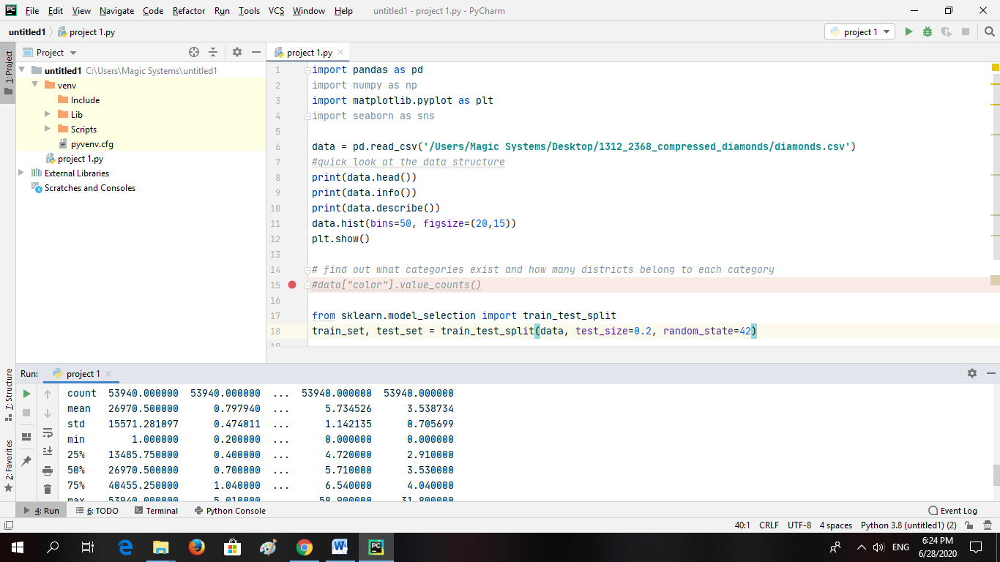 PC File Edit View Navigate Code Refactor Run Tools VCS Window Help untitled1 - project 1.py - PyCharm
untitled1 project 1.py project 1
1: Project
Project project 1.py
untitled1 C:\Users\Magic Systems\untitled1
venv
Include
Lib
Scripts
pyvenv.cfg
project 1.py
External Libraries
Scratches and Consoles
1 import pandas as pd
2 import numpy as np
3 import matplotlib.pyplot as plt
4 import seaborn as sns
5
6 data = pd.read_csv('/Users/Magic Systems/Desktop/1312_2368_compressed_diamonds/diamonds.csv')
7 #quick look at the data structure
8 print(data.head())
9 print(data.info())
10 print(data.describe())
11 data.hist(bins=50, figsize=(20,15))
12 plt.show()
13
14 # find out what categories exist and how many districts belong to each category
15 #data["color"].value_counts()
16
17 from sklearn.model_selection import train_test_split
18 train_set, test_set = train_test_split(data, test_size=0.2, random_state=42)
19
7: Structure
2: Favorites
Run: project 1
count 53940.000000 53940.000000 ... 53940.000000 53940.000000
mean 26970.500000 0.797940 ... 5.734526 3.538734
std 15571.281097 0.474011 ... 1.142135 0.705699
min 1.000000 0.200000 ... 0.000000 0.000000
25% 13485.750000 0.400000 ... 4.720000 2.910000
50% 26970.500000 0.700000 ... 5.710000 3.530000
75% 40455.250000 1.040000 ... 6.540000 4.040000
max 53940.000000 5.010000 ... 58.900000 31.800000
4: Run 6: TODO Terminal Python Console Event Log
40:1 CRLF UTF-8 4 spaces Python 3.8 (untitled1) (2)
ENG
6:24 PM
6/28/2020